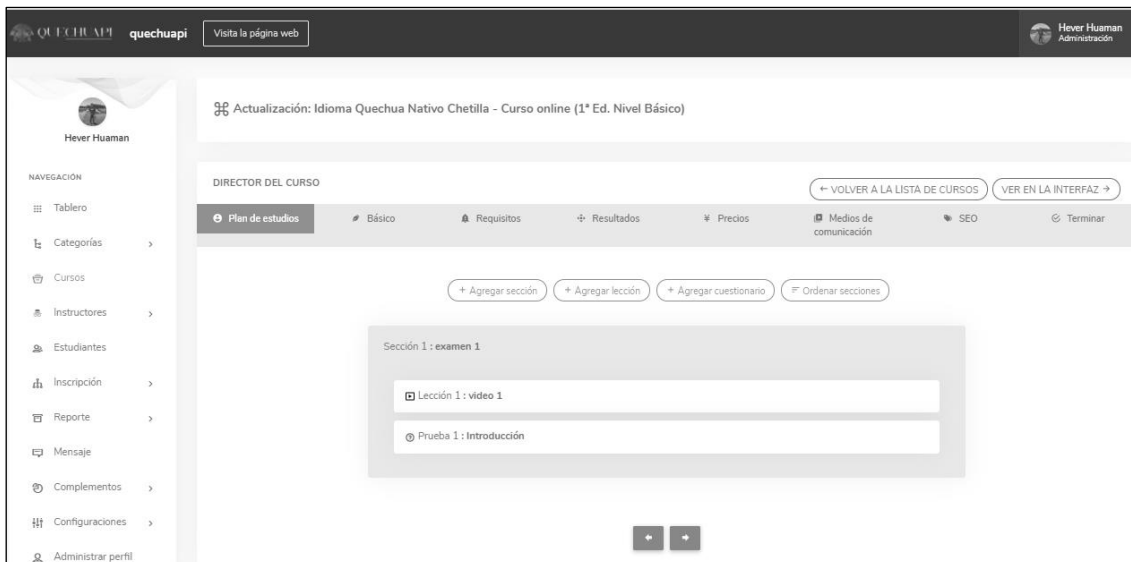 QUECHUAPI quechuapi Visita la página web
Hever Huaman
Administración
Hever Huaman
NAVEGACIÓN
Tablero
Categorías
Cursos
Instructores
Estudiantes
Inscripción
Reporte
Mensaje
Complementos
Configuraciones
Administrar perfil
Actualización: Idioma Quechua Nativo Chetilla - Curso online (1ª Ed. Nivel Básico)
DIRECTOR DEL CURSO
← VOLVER A LA LISTA DE CURSOS VER EN LA INTERFAZ →
Plan de estudios Básico Requisitos Resultados Precios Medios de comunicación SEO Terminar
+ Agregar sección + Agregar lección + Agregar cuestionario Ordenar secciones
Sección 1 : examen 1
Lección 1 : video 1
Prueba 1 : Introducción